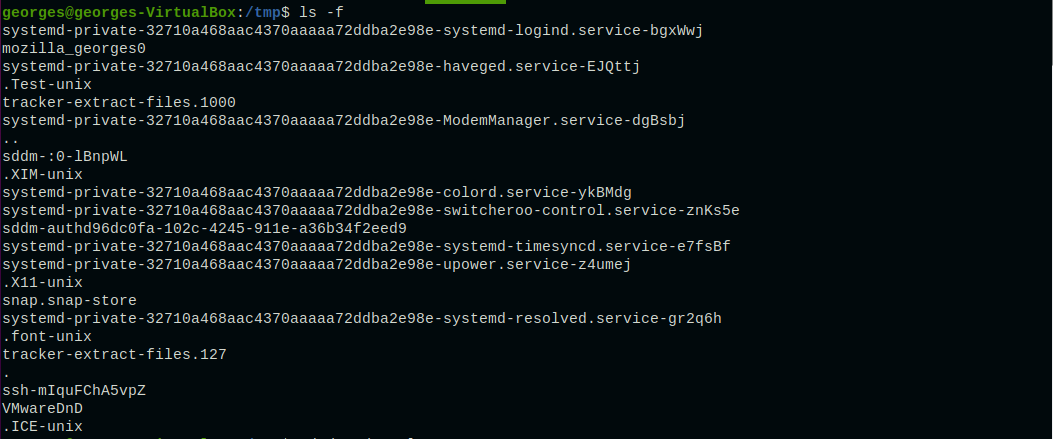 georges@georges-VirtualBox:/tmp$ ls -f
systemd-private-32710a468aac4370aaaaa72ddba2e98e-systemd-logind.service-bgxWwj
mozilla_georges0
systemd-private-32710a468aac4370aaaaa72ddba2e98e-haveged.service-EJQttj
.Test-unix
tracker-extract-files.1000
systemd-private-32710a468aac4370aaaaa72ddba2e98e-ModemManager.service-dgBsbj
..
sddm-:0-lBnpWL
.XIM-unix
systemd-private-32710a468aac4370aaaaa72ddba2e98e-colord.service-ykBMdg
systemd-private-32710a468aac4370aaaaa72ddba2e98e-switcheroo-control.service-znKs5e
sddm-authd96dc0fa-102c-4245-911e-a36b34f2eed9
systemd-private-32710a468aac4370aaaaa72ddba2e98e-systemd-timesyncd.service-e7fsBf
systemd-private-32710a468aac4370aaaaa72ddba2e98e-upower.service-z4umej
.X11-unix
snap.snap-store
systemd-private-32710a468aac4370aaaaa72ddba2e98e-systemd-resolved.service-gr2q6h
.font-unix
tracker-extract-files.127
.
ssh-mIquFChA5vpZ
VMwareDnD
.ICE-unix